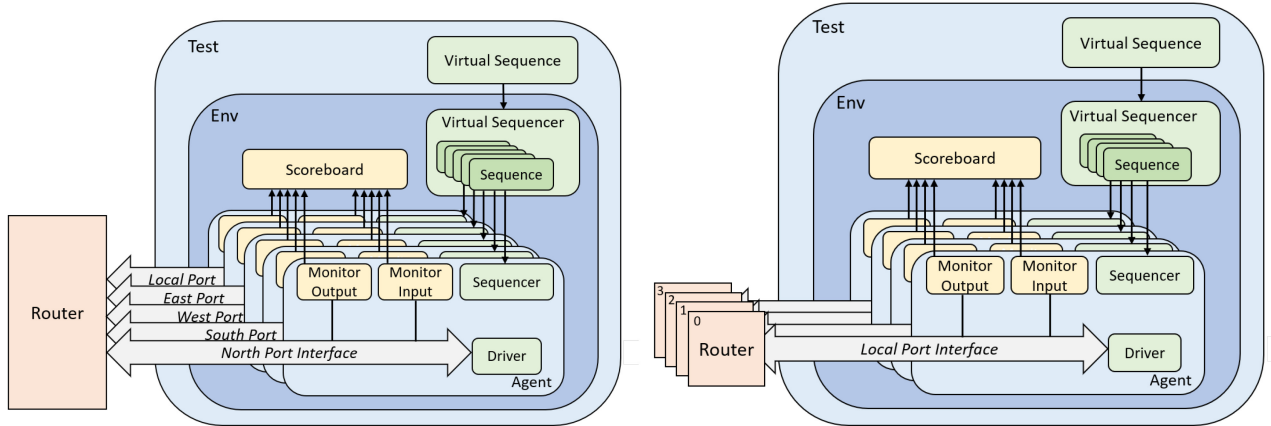 Test
Virtual Sequence
Env
Virtual Sequencer
Sequence
Scoreboard
Monitor
Output
Monitor
Input
Sequencer
Router
Local Port
East Port
West Port
South Port
North Port Interface
Driver
Agent
Test
Virtual Sequence
Env
Virtual Sequencer
Sequence
Scoreboard
Monitor
Output
Monitor
Input
Sequencer
3
2
1
0
Router
Local Port Interface
Driver
Agent